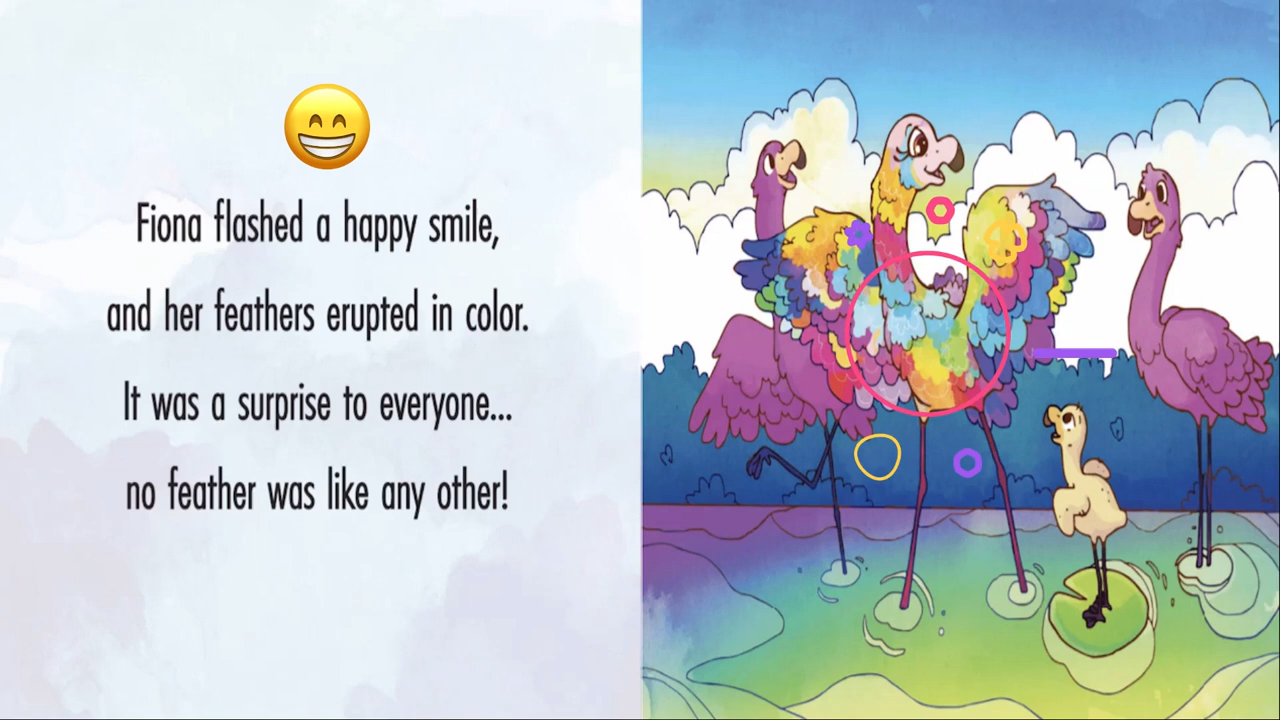 Fiona flashed a happy smile,
and her feathers erupted in color.
It was a surprise to everyone...
no feather was like any other!